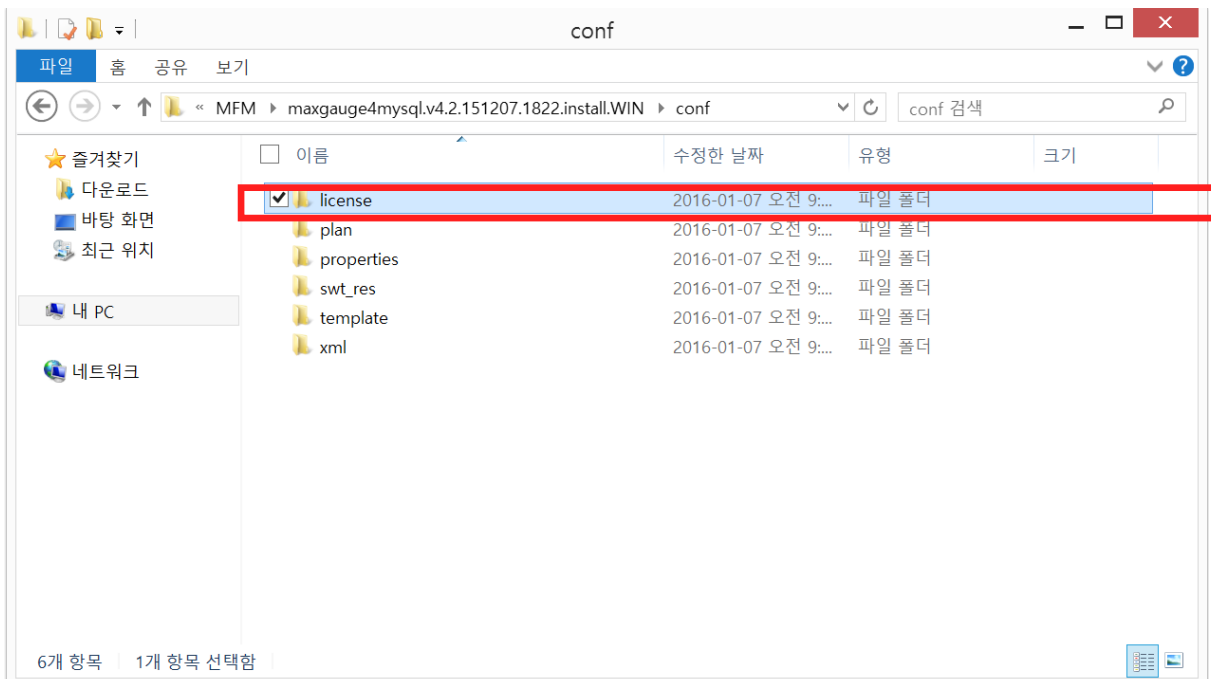 conf
파일 홈 공유 보기
« MFM maxgauge4mysql.v4.2.151207.1822.install.WIN conf conf 검색
즐겨찾기
다운로드
바탕 화면
최근 위치
내 PC
네트워크
이름 수정한 날짜 유형 크기
license 2016-01-07 오전 9:... 파일 폴더
plan 2016-01-07 오전 9:... 파일 폴더
properties 2016-01-07 오전 9:... 파일 폴더
swt_res 2016-01-07 오전 9:... 파일 폴더
template 2016-01-07 오전 9:... 파일 폴더
xml 2016-01-07 오전 9:... 파일 폴더
6개 항목 1개 항목 선택함